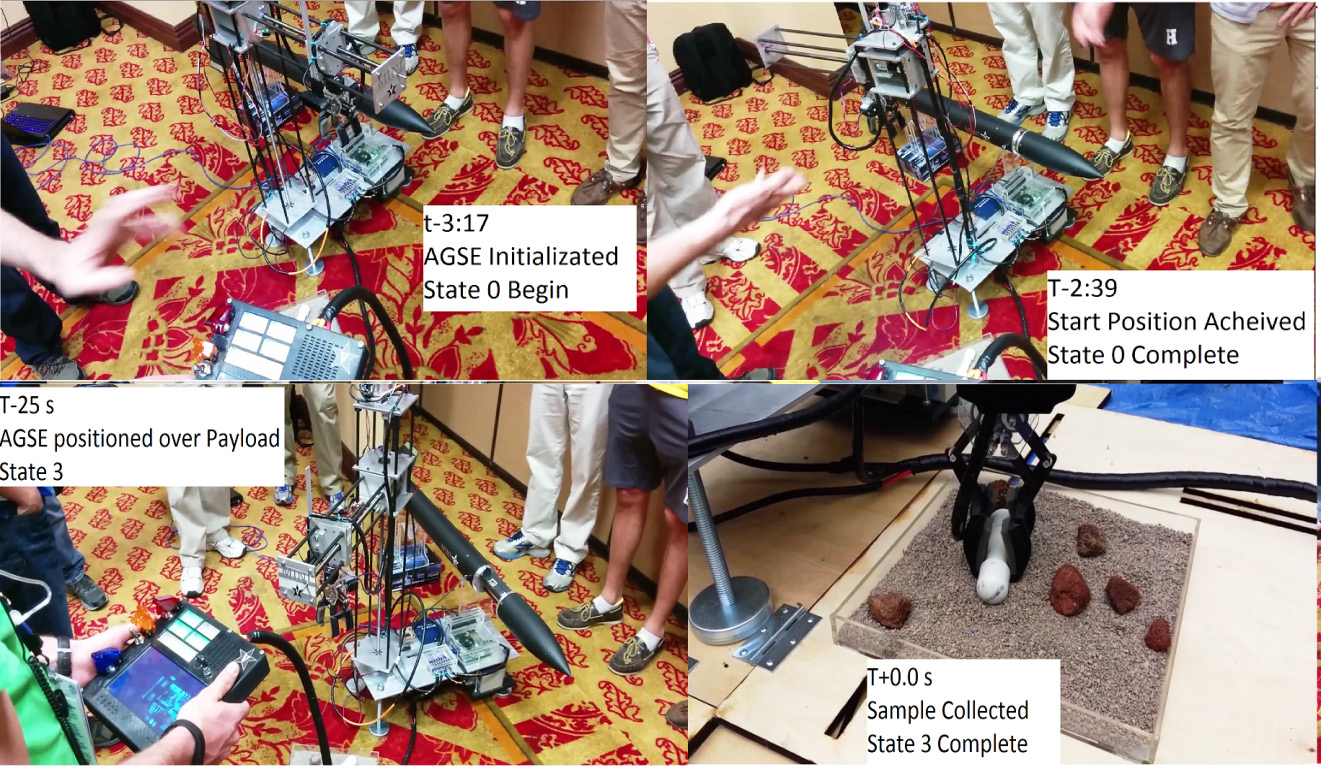 t-3:17
AGSE Initializated
State 0 Begin
T-2:39
Start Position Acheived
State 0 Complete
T-25 s
AGSE positioned over Payload
State 3
T+0.0 s
Sample Collected
State 3 Complete